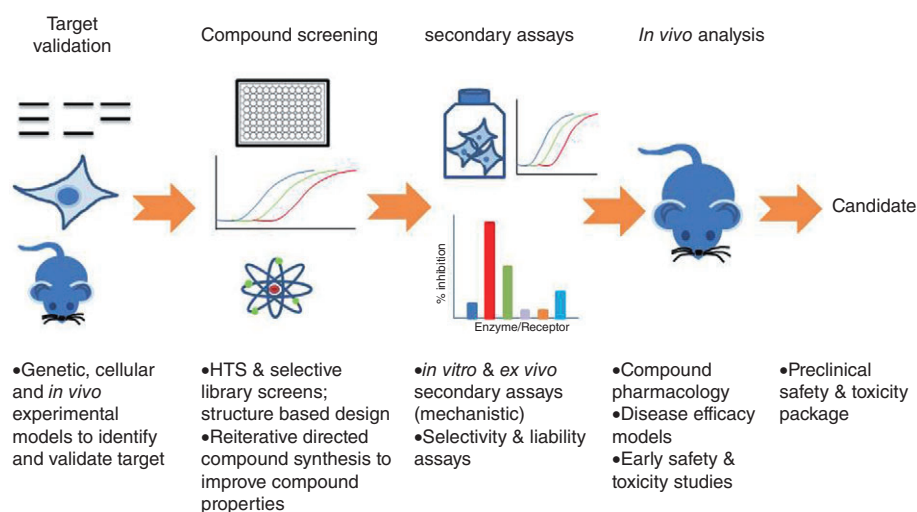 Target
validation
Compound screening
secondary assays
In vivo analysis
Candidate
% inhibition
Enzyme/Receptor
•Genetic, cellular
and in vivo
experimental
models to identify
and validate target
•HTS & selective
library screens;
structure based design
•Reiterative directed
compound synthesis to
improve compound
properties
•in vitro & ex vivo
secondary assays
(mechanistic)
•Selectivity & liability
assays
•Compound
pharmacology
•Disease efficacy
models
•Early safety &
toxicity studies
•Preclinical
safety & toxicity
package